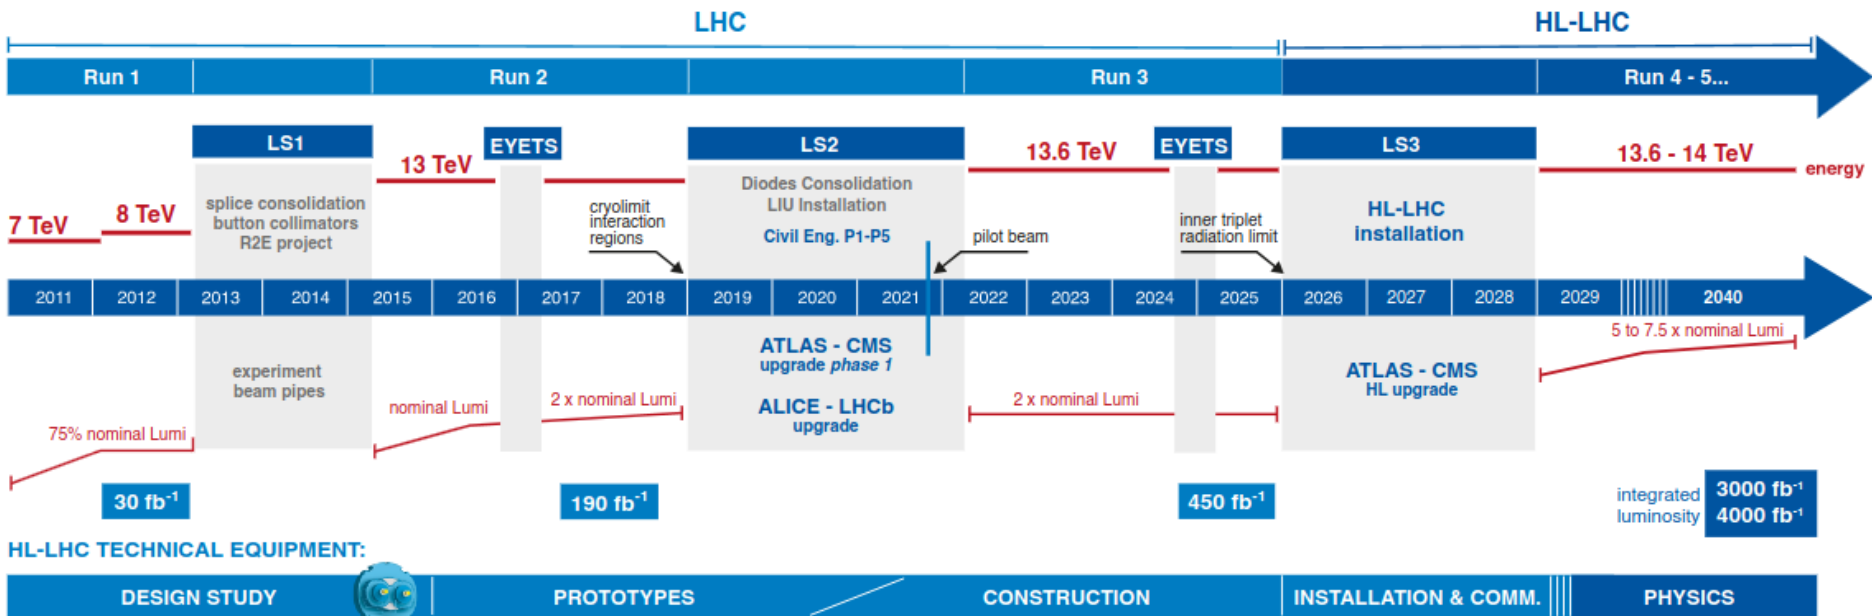 LHC
HL-LHC
Run 1
Run 2
Run 3
Run 4 - 5...
LS1
EYETS
LS2
EYETS
LS3
7 TeV
8 TeV
13 TeV
13.6 TeV
13.6 - 14 TeV
energy
splice consolidation
button collimators
R2E project
cryolimit
interaction
regions
Diodes Consolidation
LIU Installation
Civil Eng. P1-P5
pilot beam
inner triplet
radiation limit
HL-LHC
installation
2011 2012 2013 2014 2015 2016 2017 2018 2019 2020 2021 2022 2023 2024 2025 2026 2027 2028 2029 2040
experiment
beam pipes
ATLAS - CMS
upgrade phase 1
ALICE - LHCb
upgrade
ATLAS - CMS
HL upgrade
5 to 7.5 x nominal Lumi
75% nominal Lumi
nominal Lumi
2 x nominal Lumi
2 x nominal Lumi
30 fb⁻¹
190 fb⁻¹
450 fb⁻¹
integrated
luminosity
3000 fb⁻¹
4000 fb⁻¹
HL-LHC TECHNICAL EQUIPMENT:
DESIGN STUDY
PROTOTYPES
CONSTRUCTION
INSTALLATION & COMM.
PHYSICS